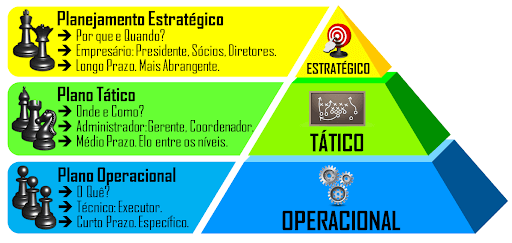 Planejamento Estratégico
➔ Por que e Quando?
➔ Empresário: Presidente, Sócios, Diretores.
➔ Longo Prazo. Mais Abrangente.
ESTRATÉGICO
Plano Tático
➔ Onde e Como?
➔ Administrador: Gerente, Coordenador.
➔ Médio Prazo. Elo entre os níveis.
TÁTICO
Plano Operacional
➔ O Quê?
➔ Técnico: Executor.
➔ Curto Prazo. Específico.
OPERACIONAL